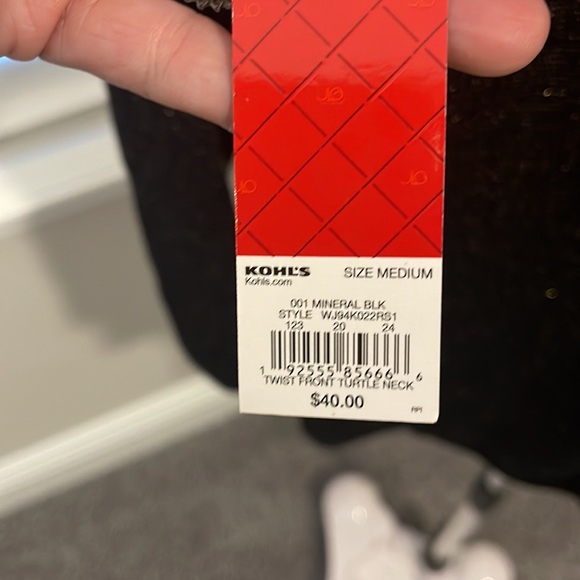 KOHL'S SIZE MEDIUM
Kohls.com
001 MINERAL BLK
STYLE WJ94K022RS1
123 20 24
1 92555 85666 6
TWIST FRONT TURTLE NECK
$40.00
RPI